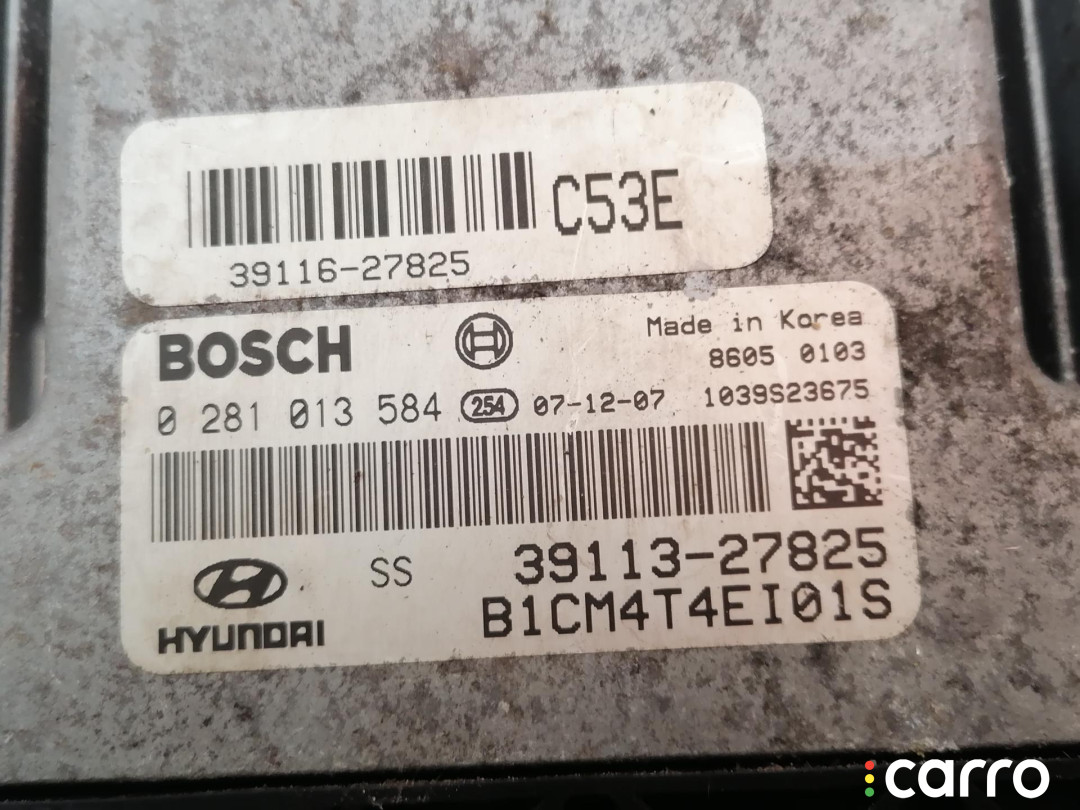 C53E
39116-27825
BOSCH
Made in Korea
8605 0103
0 281 013 584 254 07-12-07 1039S23675
SS
39113-27825
HYUNDAI
B1CM4T4EI01S
carro